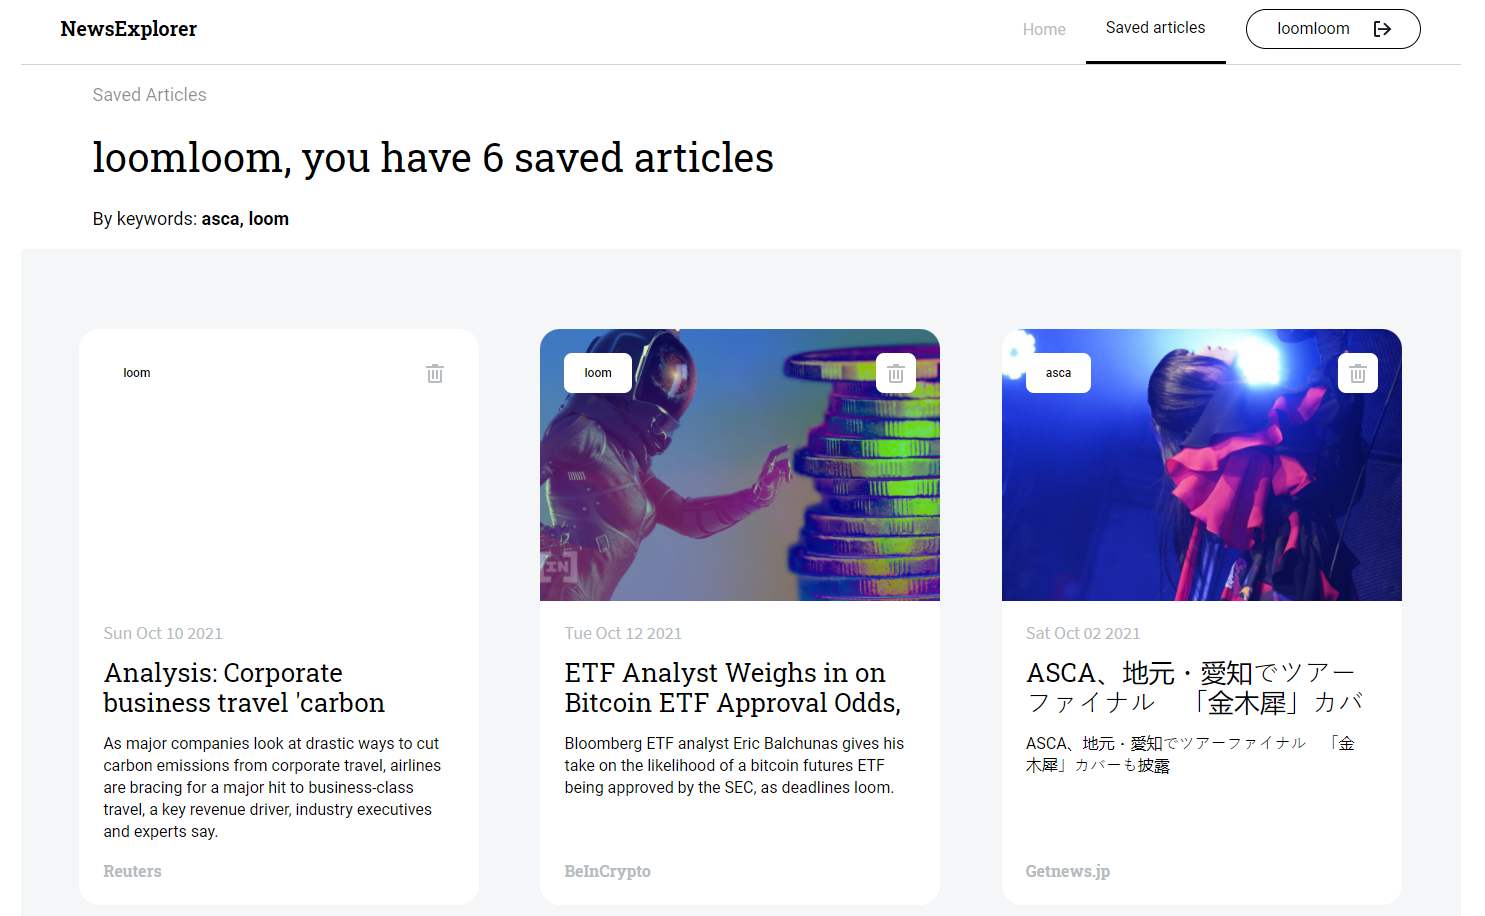 NewsExplorer
Home
Saved articles
loomloom
Saved Articles
loomloom, you have 6 saved articles
By keywords: asca, loom
loom
loom
IN
asca
Sun Oct 10 2021
Analysis: Corporate
business travel 'carbon
As major companies look at drastic ways to cut
carbon emissions from corporate travel, airlines
are bracing for a major hit to business-class
travel, a key revenue driver, industry executives
and experts say.
Reuters
Tue Oct 12 2021
ETF Analyst Weighs in on
Bitcoin ETF Approval Odds,
Bloomberg ETF analyst Eric Balchunas gives his
take on the likelihood of a bitcoin futures ETF
being approved by the SEC, as deadlines loom.
BeInCrypto
Sat Oct 02 2021
ASCA、地元・愛知でツアー
ファイナル　「金木犀」カバ
ASCA、地元・愛知でツアーファイナル　「金
木犀」カバーも披露
Getnews.jp